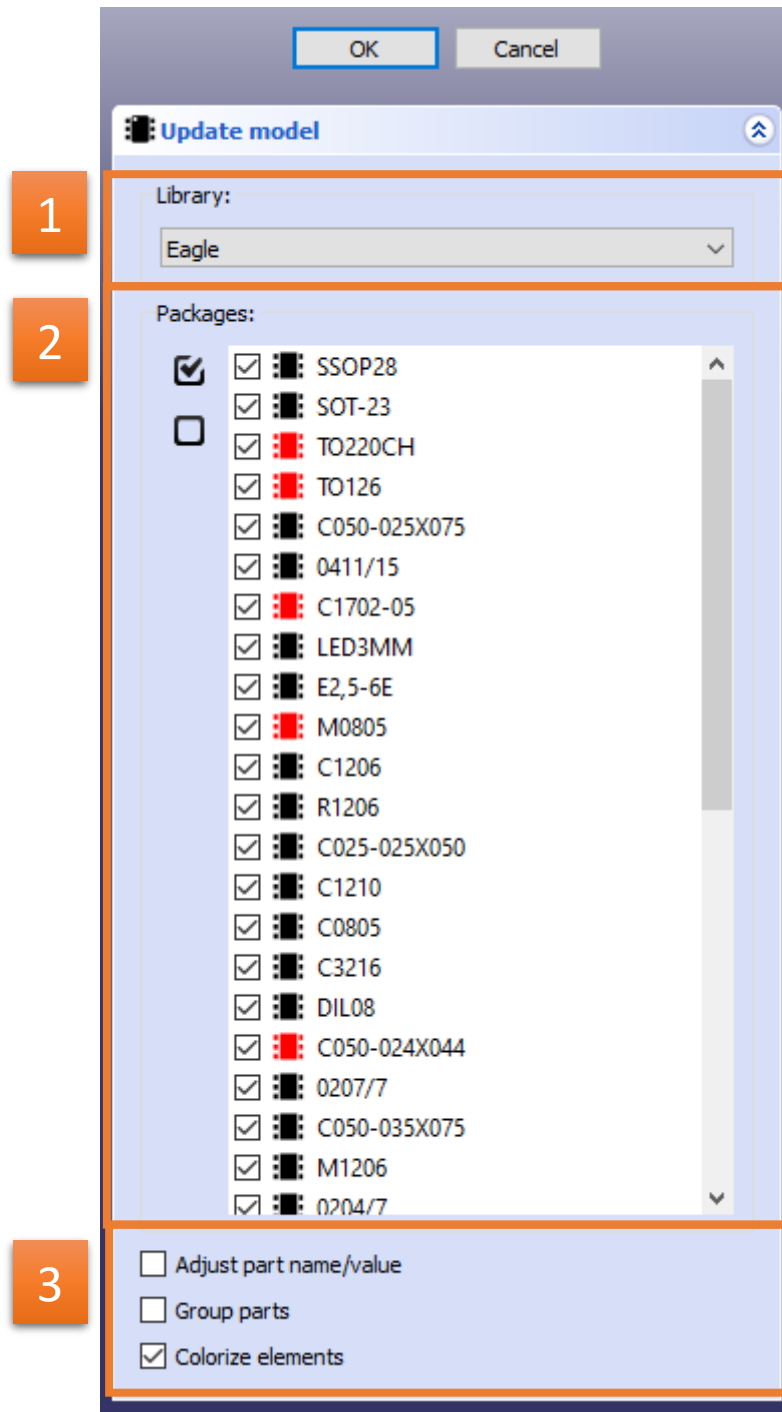 OK Cancel
Update model
1
Library:
Eagle
2
Packages:
SSOP28
SOT-23
TO220CH
TO126
C050-025X075
0411/15
C1702-05
LED3MM
E2,5-6E
M0805
C1206
R1206
C025-025X050
C1210
C0805
C3216
DIL08
C050-024X044
0207/7
C050-035X075
M1206
0204/7
3
Adjust part name/value
Group parts
Colorize elements